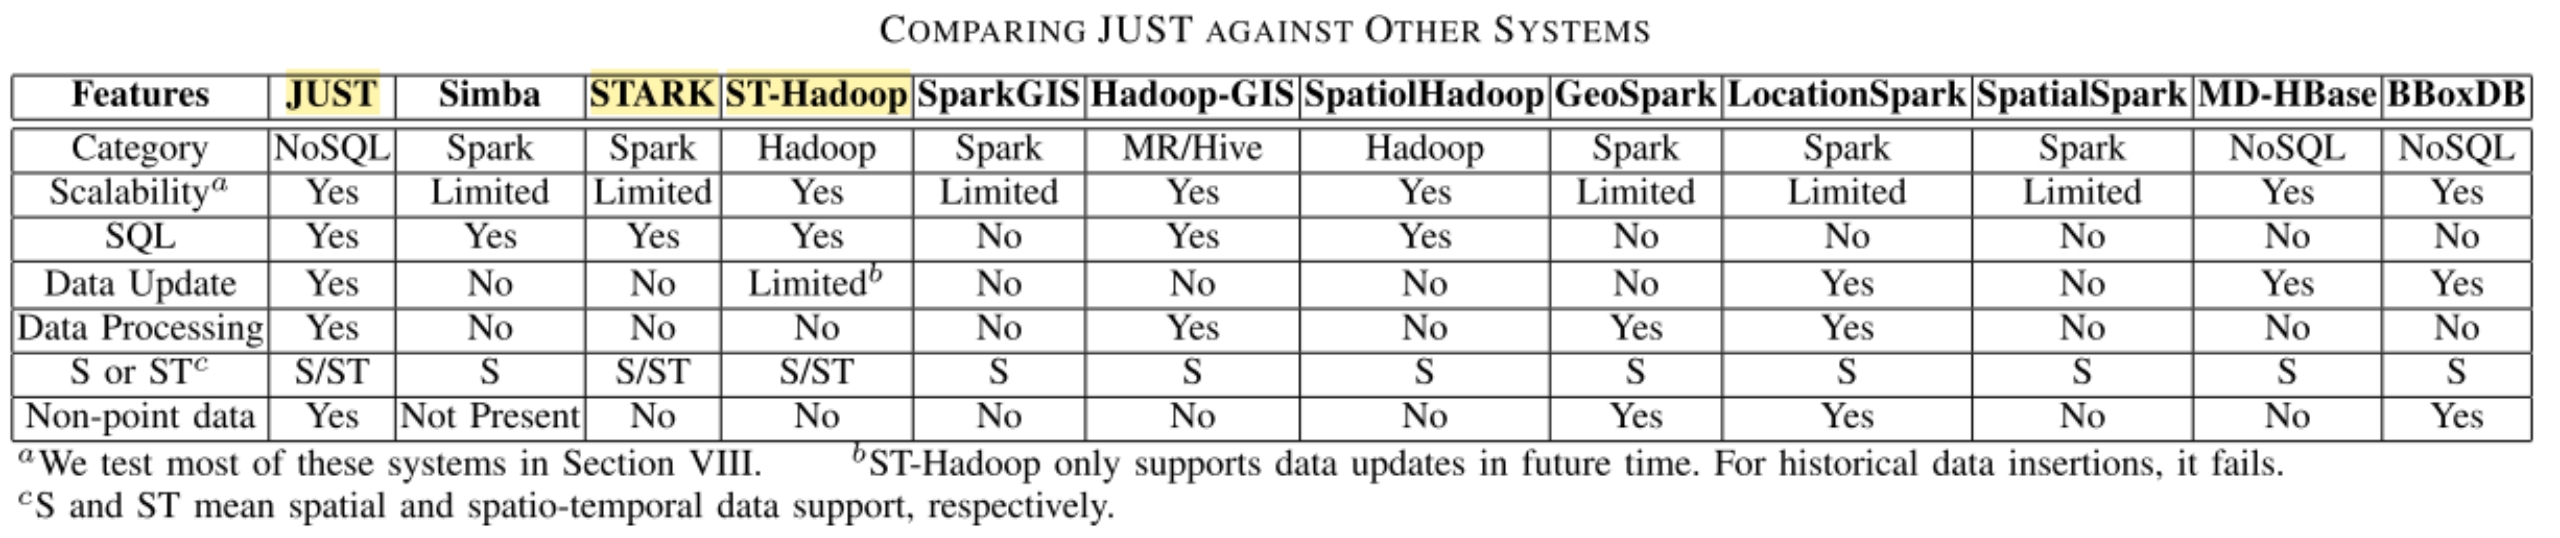 COMPARING JUST AGAINST OTHER SYSTEMS
Features JUST Simba STARK ST-Hadoop SparkGIS Hadoop-GIS SpatiolHadoop GeoSpark LocationSpark SpatialSpark MD-HBase BBoxDB
Category NoSQL Spark Spark Hadoop Spark MR/Hive Hadoop Spark Spark Spark NoSQL NoSQL
Scalability^a Yes Limited Limited Yes Limited Yes Yes Limited Limited Limited Yes Yes
SQL Yes Yes Yes Yes No Yes Yes No No No No No
Data Update Yes No No Limited^b No No No No Yes No Yes Yes
Data Processing Yes No No No No Yes No Yes Yes No No No
S or ST^c S/ST S S/ST S/ST S S S S S S S S
Non-point data Yes Not Present No No No No No Yes Yes No No Yes
^aWe test most of these systems in Section VIII. ^bST-Hadoop only supports data updates in future time. For historical data insertions, it fails.
^cS and ST mean spatial and spatio-temporal data support, respectively.